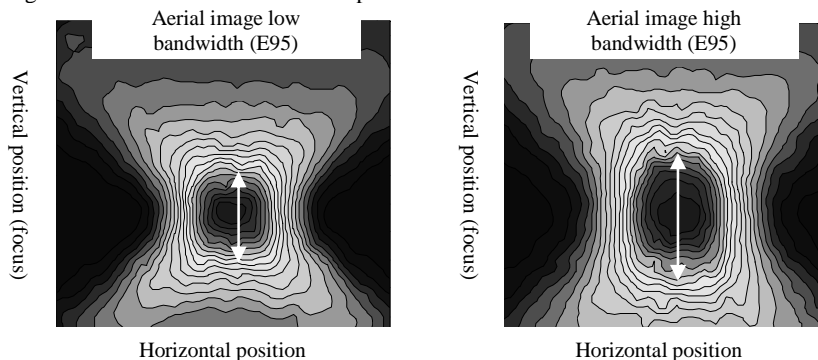 Aerial image low
bandwidth (E95)
Vertical position (focus)
Horizontal position
Aerial image high
bandwidth (E95)
Vertical position (focus)
Horizontal position